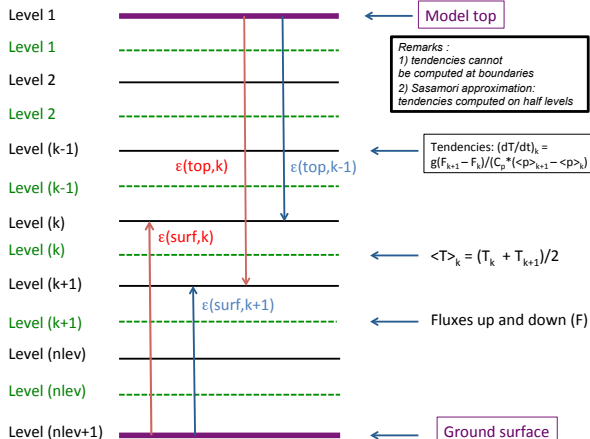 Level 1
Model top
Level 1
Remarks :
1) tendencies cannot
be computed at boundaries
2) Sasamori approximation:
tendencies computed on half levels
Level 2
Level 2
Level (k-1)
Tendencies: (dT/dt)k =
g(Fk+1 – Fk)/(Cp*(<p>k+1 – <p>k)
ε(top,k)
ε(top,k-1)
Level (k-1)
Level (k)
ε(surf,k)
Level (k)
<T>k = (Tk + Tk+1)/2
Level (k+1)
ε(surf,k+1)
Level (k+1)
Fluxes up and down (F)
Level (nlev)
Level (nlev)
Level (nlev+1)
Ground surface